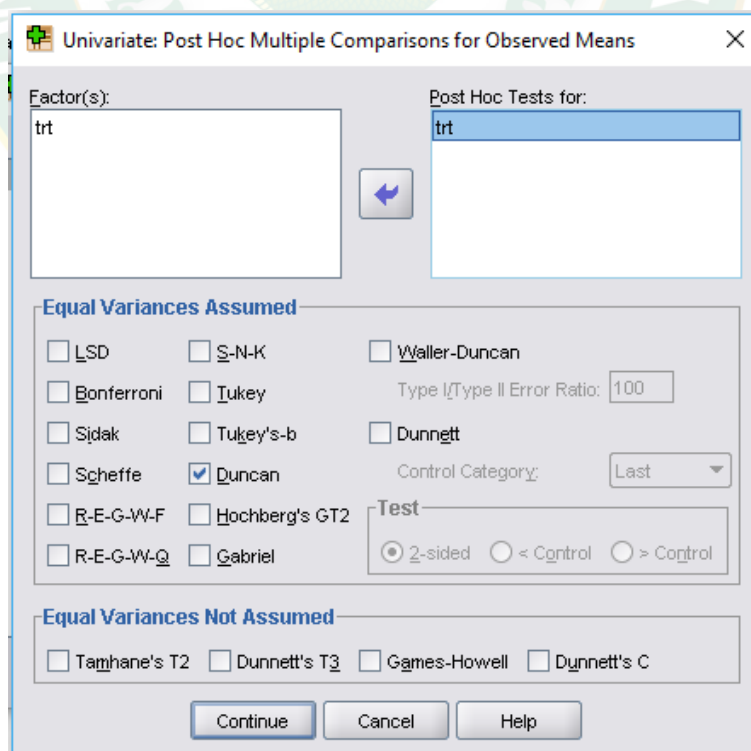 Univariate: Post Hoc Multiple Comparisons for Observed Means
Factor(s):
trt
Post Hoc Tests for:
trt
Equal Variances Assumed
LSD
S-N-K
Waller-Duncan
Bonferroni
Tukey
Type I/Type II Error Ratio: 100
Sidak
Tukey's-b
Dunnett
Scheffe
Duncan
Control Category: Last
R-E-G-W-F
Hochberg's GT2
Test
2-sided < Control > Control
R-E-G-W-Q
Gabriel
Equal Variances Not Assumed
Tamhane's T2 Dunnett's T3 Games-Howell Dunnett's C
Continue Cancel Help